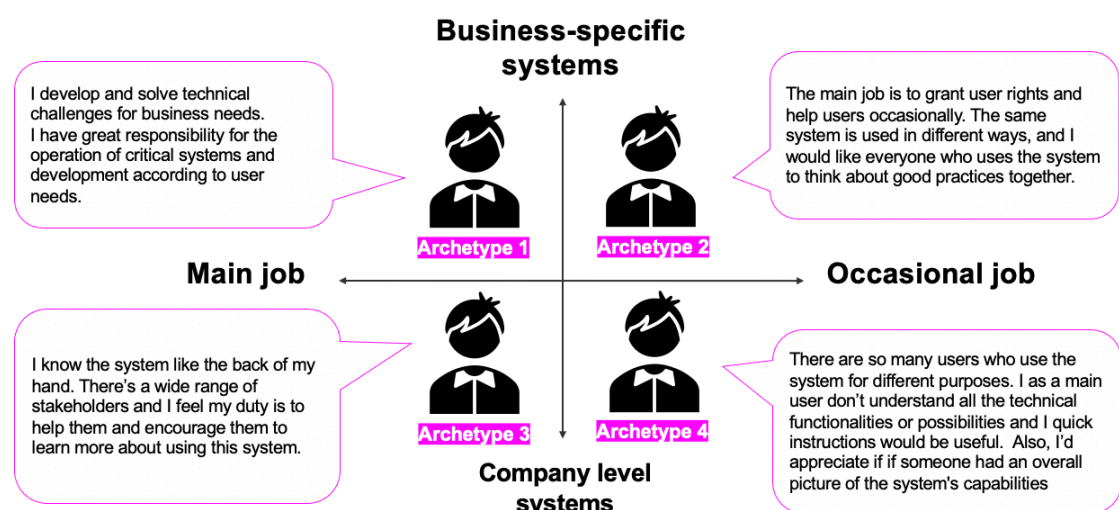 Business-specific
systems
I develop and solve technical
challenges for business needs.
I have great responsibility for the
operation of critical systems and
development according to user
needs.
The main job is to grant user rights and
help users occasionally. The same
system is used in different ways, and I
would like everyone who uses the system
to think about good practices together.
Archetype 1
Archetype 2
Main job
Occasional job
I know the system like the back of my
hand. There's a wide range of
stakeholders and I feel my duty is to
help them and encourage them to
learn more about using this system.
There are so many users who use the
system for different purposes. I as a main
user don't understand all the technical
functionalities or possibilities and I quick
instructions would be useful.  Also, I'd
appreciate if if someone had an overall
picture of the system's capabilities
Archetype 3
Archetype 4
Company level
systems